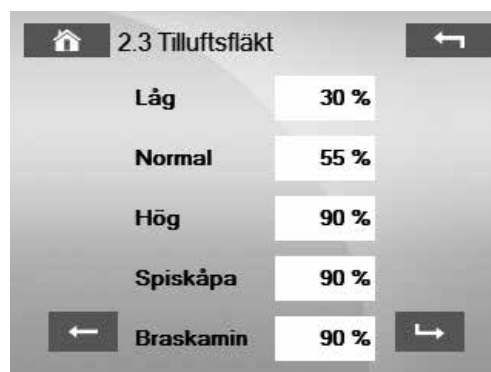 2.3 Tilluftsfläkt
Låg 30 %
Normal 55 %
Hög 90 %
Spiskåpa 90 %
Braskamin 90 %